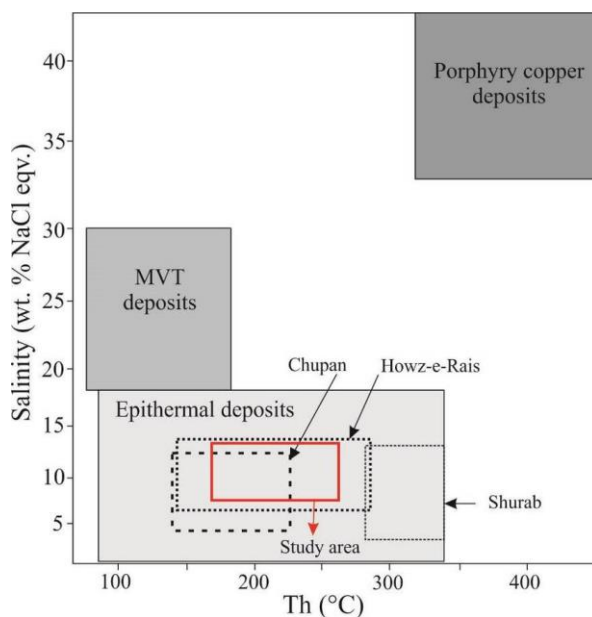 40
35
30
25
20
15
10
5
Salinity (wt. % NaCl eqv.)
Porphyry copper
deposits
MVT
deposits
Chupan
Howz-e-Rais
Epithermal deposits
Shurab
Study area
100
200
300
400
Th (°C)